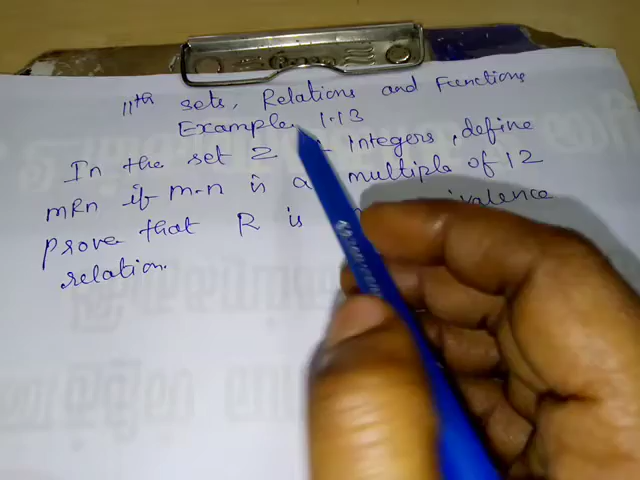 11th sets, Relations and Functions
Example 1.13
In the set Z Integers, define
mRn if m-n is a multiple of 12
prove that R is equivalence
relation.